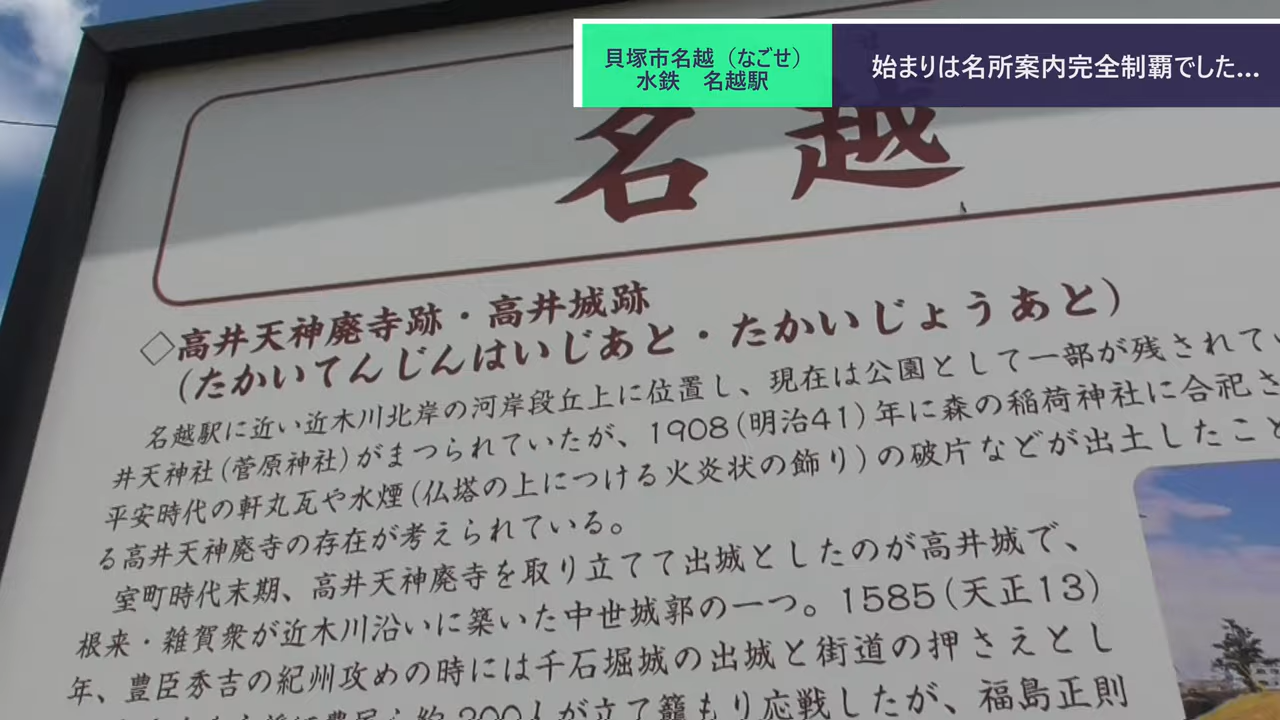 貝塚市名越（なごせ）
水鉄　名越駅
始まりは名所案内完全制覇でした…
名越
◇高井天神廃寺跡・高井城跡
(たかいてんじんはいじあと・たかいじょうあと)
名越駅に近い近木川北岸の河岸段丘上に位置し、現在は公園として一部が残されてい
井天神社(菅原神社)がまつられていたが、1908(明治41)年に森の稲荷神社に合祀さ
平安時代の軒丸瓦や水煙(仏塔の上につける火炎状の飾り)の破片などが出土したこと
る高井天神廃寺の存在が考えられている。
室町時代末期、高井天神廃寺を取り立てて出城としたのが高井城で、
根来・雑賀衆が近木川沿いに築いた中世城郭の一つ。1585(天正13)
年、豊臣秀吉の紀州攻めの時には千石堀城の出城と街道の押さえとし
約200人が立て籠もり応戦したが、福島正則